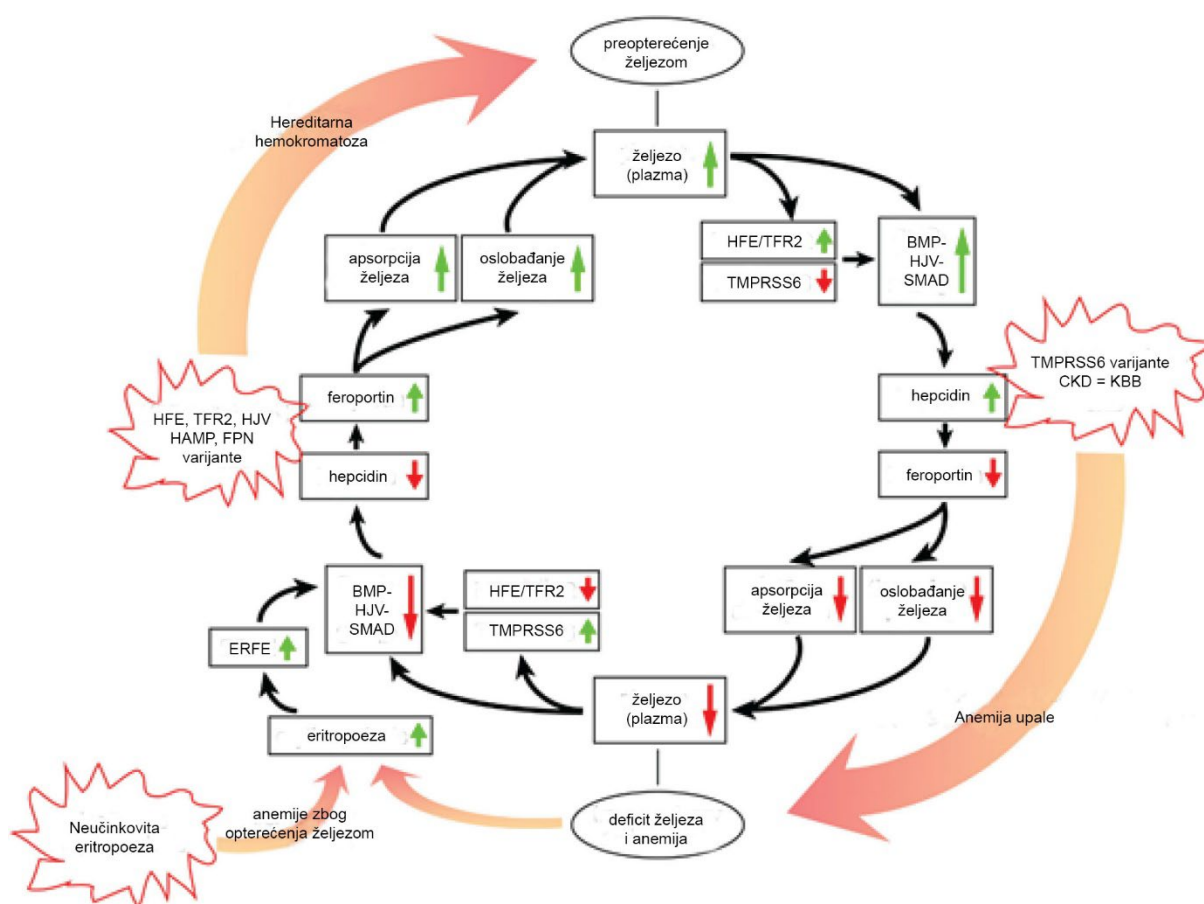 preopterećenje
željezom
Hereditarna
hemokromatoza
željezo
(plazma)
apsorpcija
željeza
oslobađanje
željeza
HFE/TFR2
TMPRSS6
BMP-
HJV-
SMAD
TMPRSS6 varijante
CKD = KBB
feroportin
hepcidin
HFE, TFR2, HJV
HAMP, FPN
varijante
hepcidin
feroportin
BMP-
HJV-
SMAD
HFE/TFR2
TMPRSS6
apsorpcija
željeza
oslobađanje
željeza
ERFE
željezo
(plazma)
Anemija upale
eritropoeza
Neučinkovita
eritropoeza
anemije zbog
opterećenja željezom
deficit željeza
i anemija